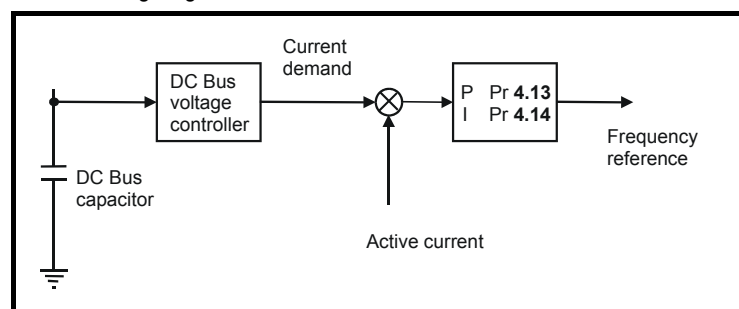 Current
demand
DC Bus
voltage
controller
P Pr 4.13
I Pr 4.14
Frequency
reference
DC Bus
capacitor
Active current